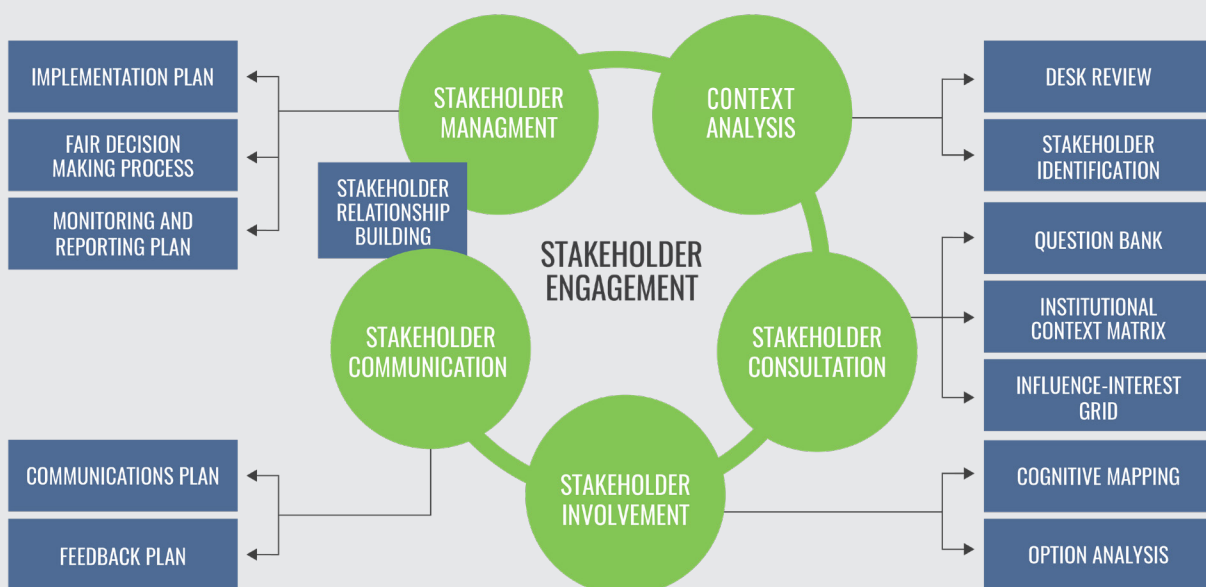 IMPLEMENTATION PLAN
FAIR DECISION
MAKING PROCESS
MONITORING AND
REPORTING PLAN
STAKEHOLDER
MANAGMENT
CONTEXT
ANALYSIS
DESK REVIEW
STAKEHOLDER
IDENTIFICATION
STAKEHOLDER
RELATIONSHIP
BUILDING
STAKEHOLDER
ENGAGEMENT
QUESTION BANK
INSTITUTIONAL
CONTEXT MATRIX
INFLUENCE-INTEREST
GRID
STAKEHOLDER
COMMUNICATION
STAKEHOLDER
CONSULTATION
COMMUNICATIONS PLAN
FEEDBACK PLAN
STAKEHOLDER
INVOLVEMENT
COGNITIVE MAPPING
OPTION ANALYSIS